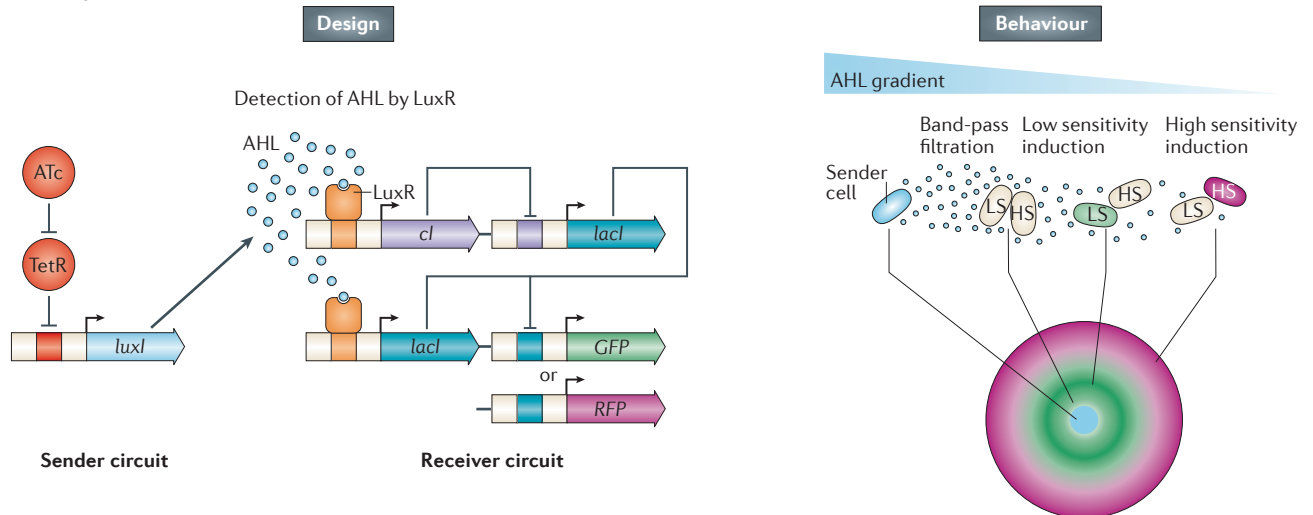 Design
Behaviour
AHL gradient
Detection of AHL by LuxR
AHL
LuxR
ATc
TetR
luxI
cI
lacI
lacI
GFP
or
RFP
Sender circuit
Receiver circuit
Band-pass
filtration
Low sensitivity
induction
High sensitivity
induction
Sender
cell
LS
HS
LS
HS
LS
HS